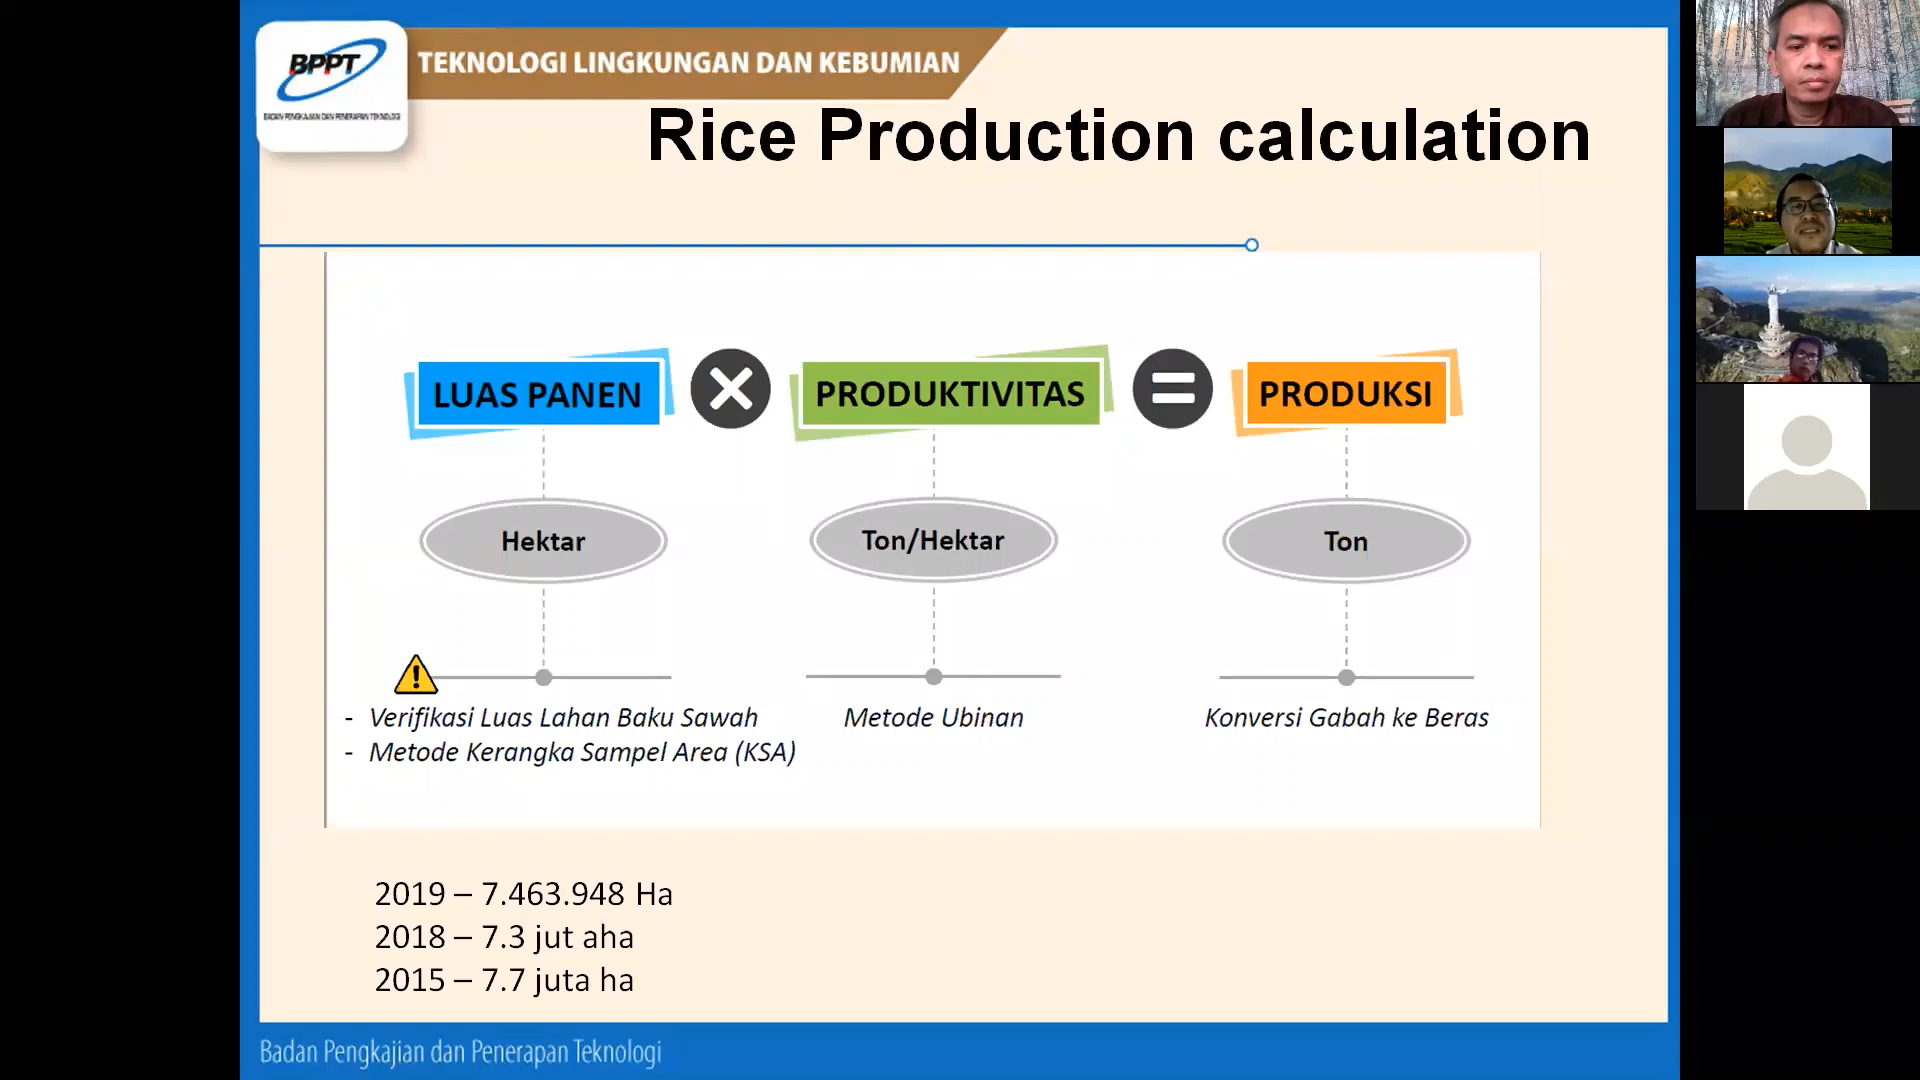 BPPT
BADAN PENGKAJIAN DAN PENERAPAN TEKNOLOGI
TEKNOLOGI LINGKUNGAN DAN KEBUMIAN
Rice Production calculation
LUAS PANEN
PRODUKTIVITAS
PRODUKSI
Hektar
Ton/Hektar
Ton
- Verifikasi Luas Lahan Baku Sawah
- Metode Kerangka Sampel Area (KSA)
Metode Ubinan
Konversi Gabah ke Beras
2019 – 7.463.948 Ha
2018 – 7.3 jut aha
2015 – 7.7 juta ha
Badan Pengkajian dan Penerapan Teknologi